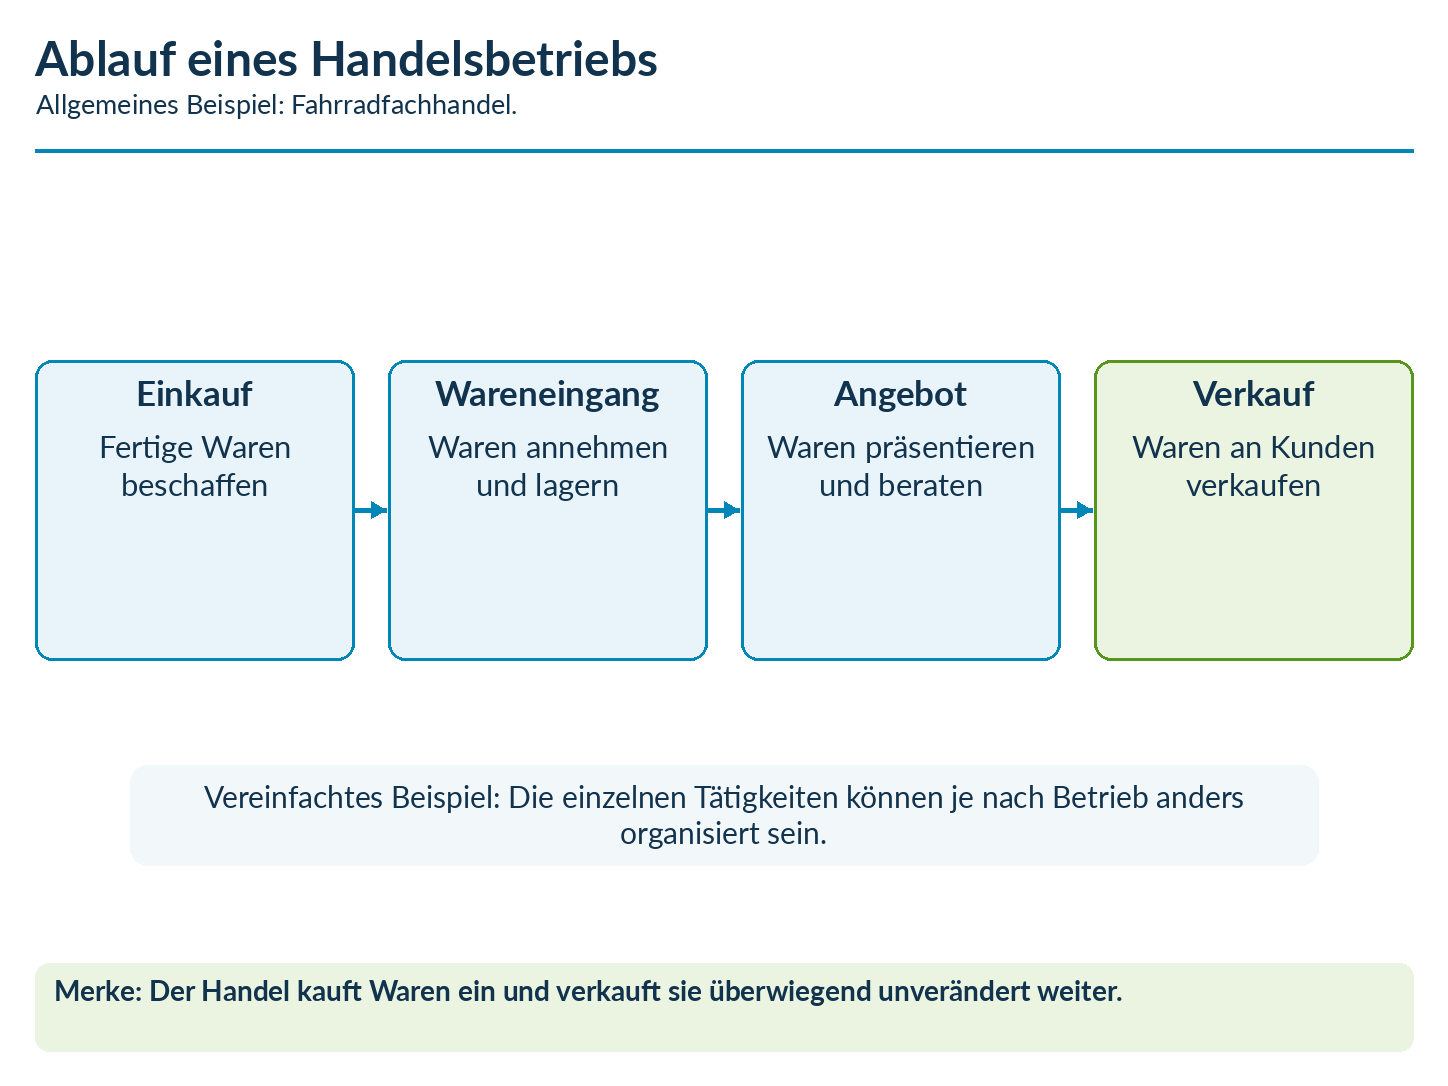 Ablauf eines Handelsbetriebs
Allgemeines Beispiel: Fahrradfachhandel.
Einkauf
Fertige Waren
beschaffen
Wareneingang
Waren annehmen
und lagern
Angebot
Waren präsentieren
und beraten
Verkauf
Waren an Kunden
verkaufen
Vereinfachtes Beispiel: Die einzelnen Tätigkeiten können je nach Betrieb anders
organisiert sein.
Merke: Der Handel kauft Waren ein und verkauft sie überwiegend unverändert weiter.